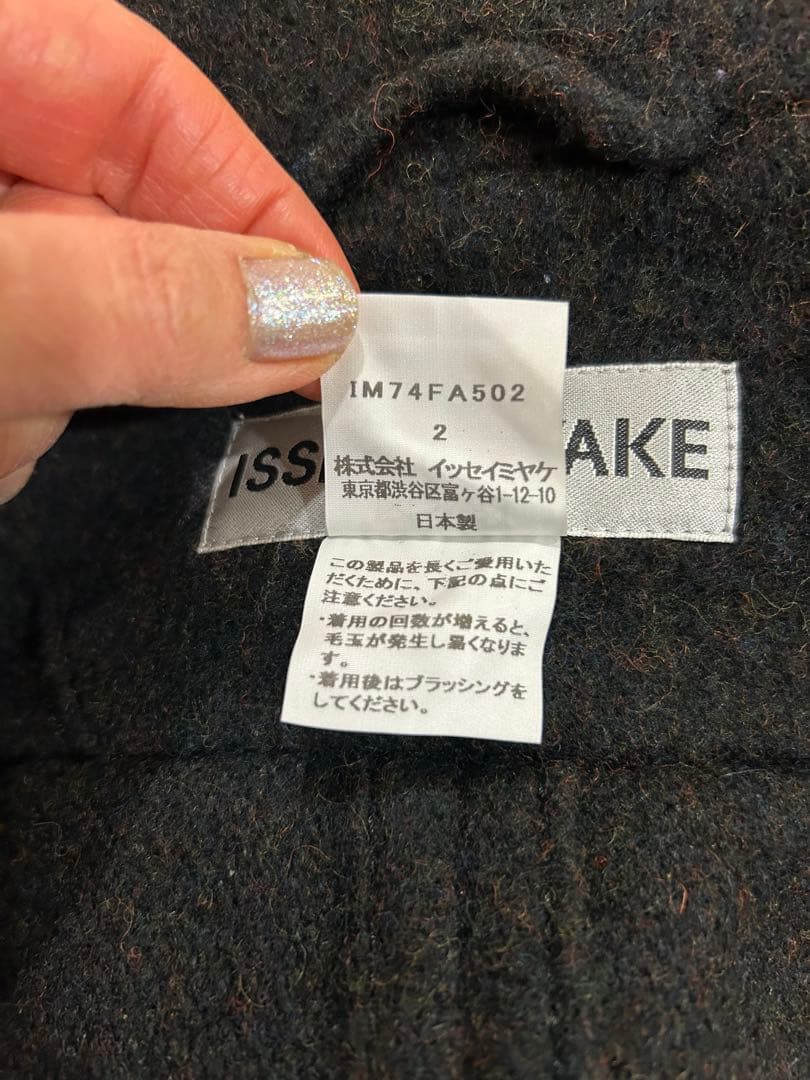 IM74FA502
2
株式会社 イッセイミヤケ
東京都渋谷区富ヶ谷1-12-10
日本製
ISS AKE
この製品を長くご愛用いた
だくために、下記の点にご
注意ください。
・着用の回数が増えると、
毛玉が発生し易くなりま
す。
・着用後はブラッシングを
してください。